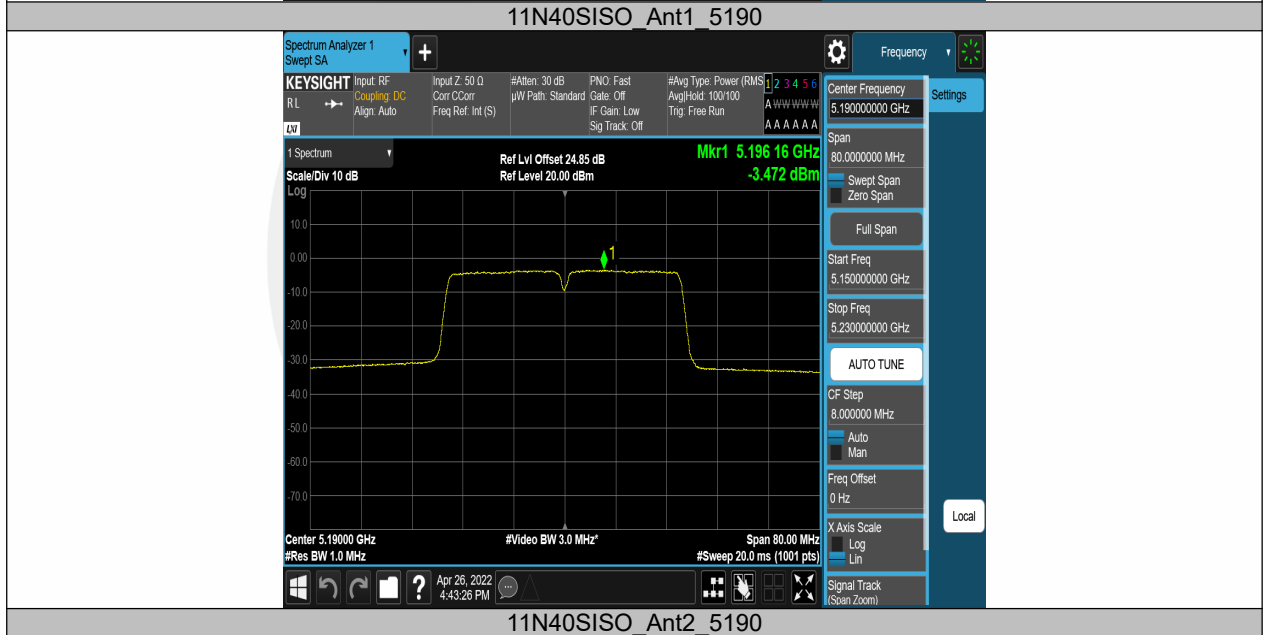 11N40SISO_Ant1_5190
Spectrum Analyzer 1
Swept SA
+
Frequency
KEYSIGHT
RL
LXI
Input: RF
Coupling: DC
Align: Auto
Input Z: 50 Ω
Corr CCorr
Freq Ref: Int (S)
#Atten: 30 dB
µW Path: Standard
PNO: Fast
Gate: Off
IF Gain: Low
Sig Track: Off
#Avg Type: Power (RMS
Avg|Hold: 100/100
Trig: Free Run
1 2 3 4 5 6
A W W W W W
A A A A A A
1 Spectrum
Scale/Div 10 dB
Ref Lvl Offset 24.85 dB
Ref Level 20.00 dBm
Mkr1 5.196 16 GHz
-3.472 dBm
Log
10.0
0.00
-10.0
-20.0
-30.0
-40.0
-50.0
-60.0
-70.0
1
Center 5.19000 GHz
#Res BW 1.0 MHz
#Video BW 3.0 MHz*
Span 80.00 MHz
#Sweep 20.0 ms (1001 pts)
?
Apr 26, 2022
4:43:26 PM
Center Frequency
5.190000000 GHz
Settings
Span
80.0000000 MHz
Swept Span
Zero Span
Full Span
Start Freq
5.150000000 GHz
Stop Freq
5.230000000 GHz
AUTO TUNE
CF Step
8.000000 MHz
Auto
Man
Freq Offset
0 Hz
X Axis Scale
Log
Lin
Local
Signal Track
(Span Zoom)
11N40SISO_Ant2_5190